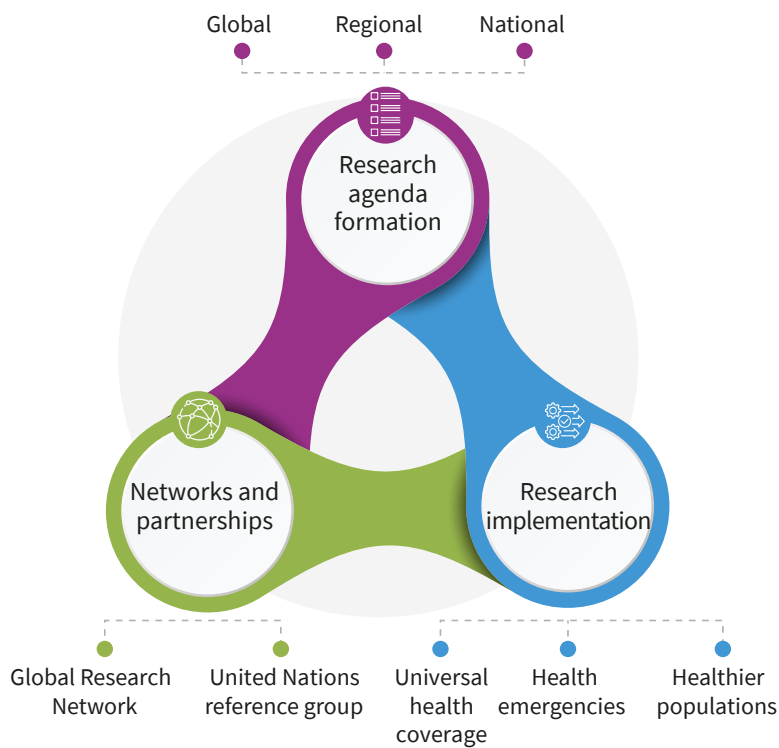 Global
Regional
National
Research
agenda
formation
Networks and
partnerships
Research
implementation
Global Research
Network
United Nations
reference group
Universal
health
coverage
Health
emergencies
Healthier
populations